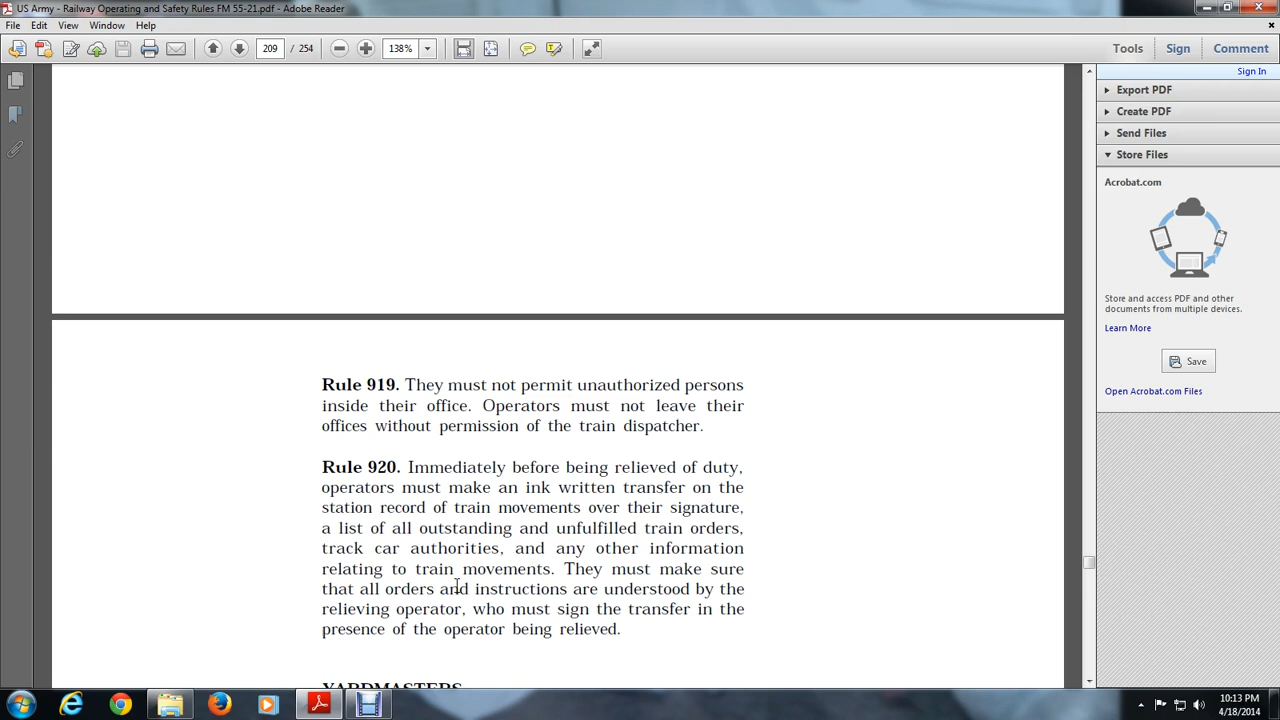 US Army - Railway Operating and Safety Rules FM 55-21.pdf - Adobe Reader
File Edit View Window Help
209 / 254 138% Tools Sign Comment
Sign In
Export PDF
Create PDF
Send Files
Store Files
Acrobat.com
Store and access PDF and other
documents from multiple devices.
Learn More
Save
Open Acrobat.com Files
Rule 919. They must not permit unauthorized persons
inside their office. Operators must not leave their
offices without permission of the train dispatcher.
Rule 920. Immediately before being relieved of duty,
operators must make an ink written transfer on the
station record of train movements over their signature,
a list of all outstanding and unfulfilled train orders,
track car authorities, and any other information
relating to train movements. They must make sure
that all orders and instructions are understood by the
relieving operator, who must sign the transfer in the
presence of the operator being relieved.
YARDMASTERS
10:13 PM
4/18/2014